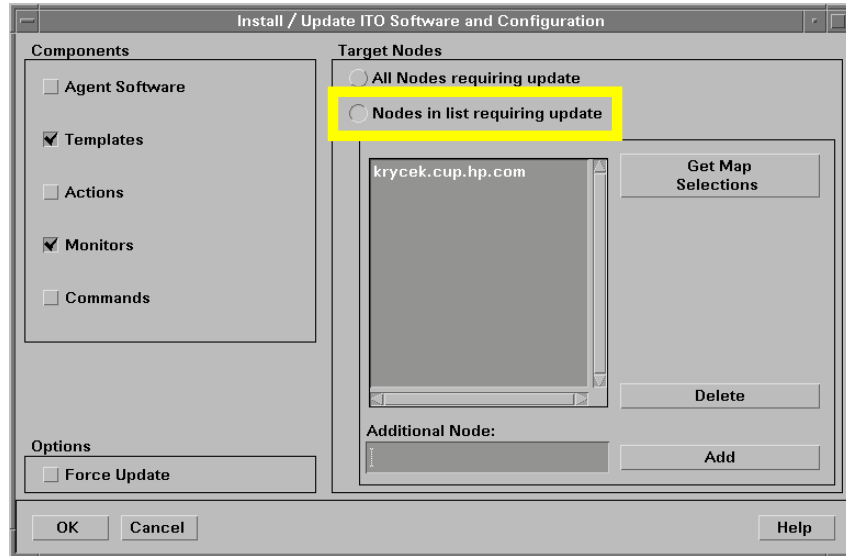 Install / Update ITO Software and Configuration
Components
Agent Software
Templates
Actions
Monitors
Commands
Options
Force Update
Target Nodes
All Nodes requiring update
Nodes in list requiring update
krycek.cup.hp.com
Get Map
Selections
Delete
Additional Node:
Add
OK
Cancel
Help